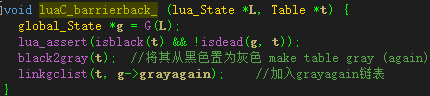 void luaC_barrierback_ (lua_State *L, Table *t) {
global_State *g = G(L);
lua_assert(isblack(t) && !isdead(g, t));
black2gray(t); //将其从黑色置为灰色 make table gray (again)
linkgclist(t, g->grayagain); //加入grayagain链表
}